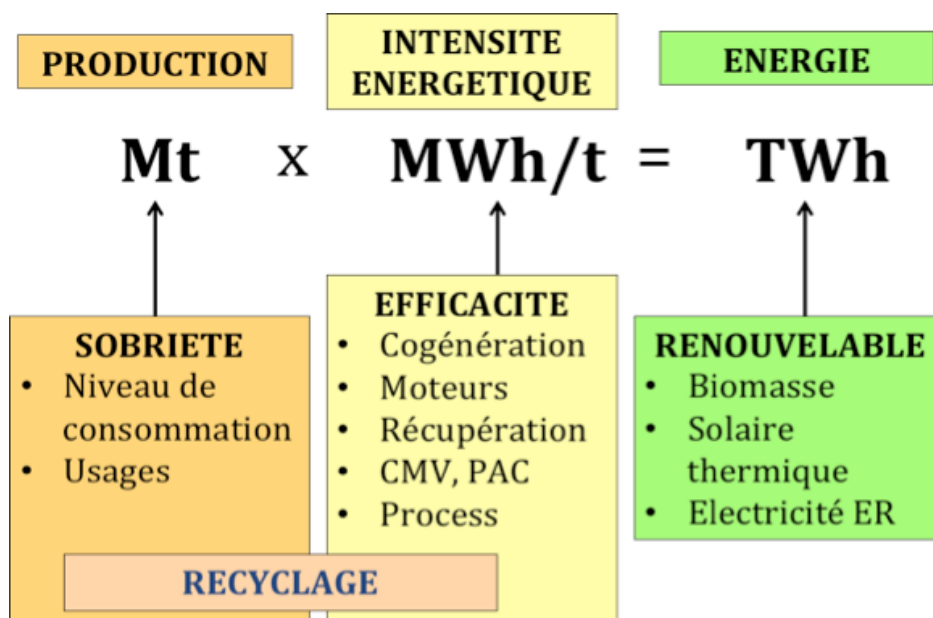 PRODUCTION
INTENSITE
ENERGETIQUE
ENERGIE
Mt x MWh/t = TWh
SOBRIETE
• Niveau de
consommation
• Usages
EFFICACITE
• Cogénération
• Moteurs
• Récupération
• CMV, PAC
• Process
RENOUVELABLE
• Biomasse
• Solaire
thermique
• Electricité ER
RECYCLAGE